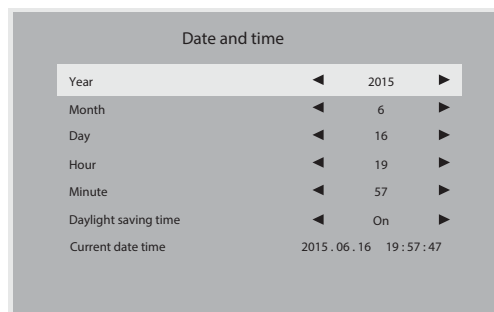 Date and time
Year ◀ 2015 ▶
Month ◀ 6 ▶
Day ◀ 16 ▶
Hour ◀ 19 ▶
Minute ◀ 57 ▶
Daylight saving time ◀ On ▶
Current date time 2015 . 06 . 16 19 : 57 : 47